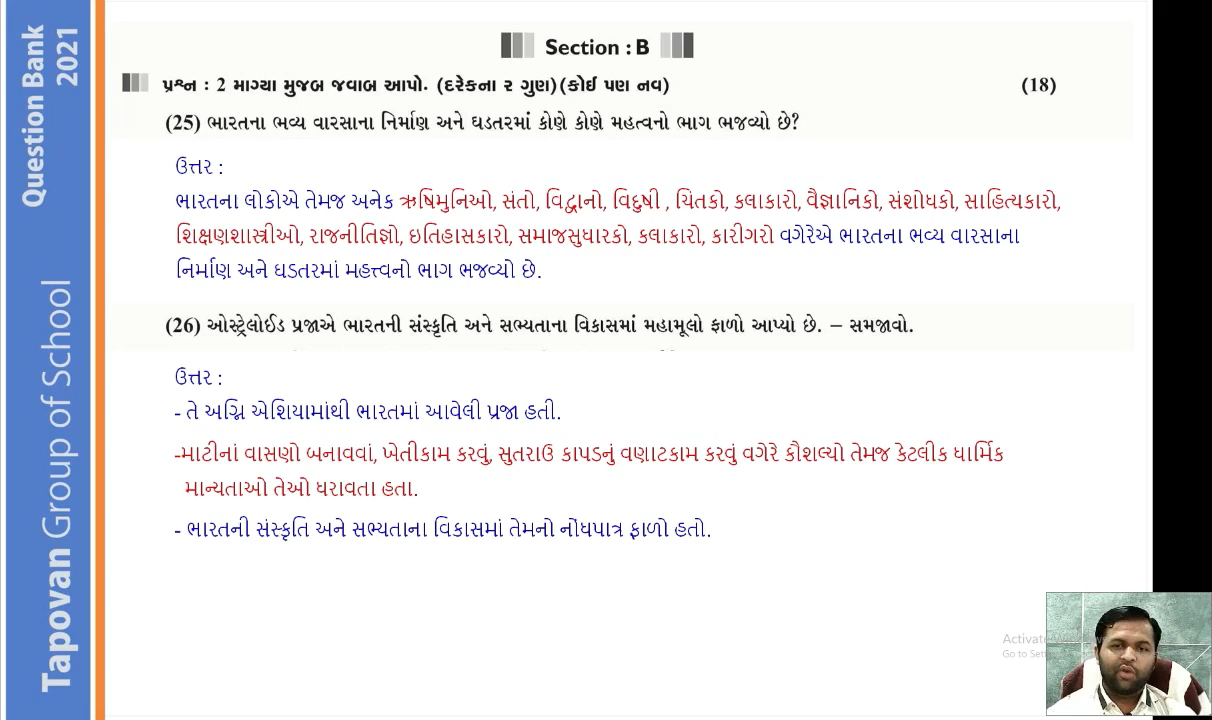 Question Bank
2021
Tapovan Group of School
Section : B
પ્રશ્ન : 2 માગ્યા મુજબ જવાબ આપો. (દરેકના ૨ ગુણ)(કોઈ પણ નવ) (18)
(25) ભારતના ભવ્ય વારસાના નિર્માણ અને ઘડતરમાં કોણે કોણે મહત્વનો ભાગ ભજવ્યો છે?
ઉત્તર :
ભારતના લોકોએ તેમજ અનેક ઋષિમુનિઓ, સંતો, વિદ્વાનો, વિદુષી , ચિંતકો, કલાકારો, વૈજ્ઞાનિકો, સંશોધકો, સાહિત્યકારો,
શિક્ષણશાસ્ત્રીઓ, રાજનીતિજ્ઞો, ઇતિહાસકારો, સમાજસુધારકો, કલાકારો, કારીગરો વગેરેએ ભારતના ભવ્ય વારસાના
નિર્માણ અને ઘડતરમાં મહત્ત્વનો ભાગ ભજવ્યો છે.
(26) ઓસ્ટ્રેલોઈડ પ્રજાએ ભારતની સંસ્કૃતિ અને સભ્યતાના વિકાસમાં મહામૂલો ફાળો આપ્યો છે. – સમજાવો.
ઉત્તર :
- તે અગ્નિ એશિયામાંથી ભારતમાં આવેલી પ્રજા હતી.
-માટીનાં વાસણો બનાવવાં, ખેતીકામ કરવું, સુતરાઉ કાપડનું વણાટકામ કરવું વગેરે કૌશલ્યો તેમજ કેટલીક ધાર્મિક
માન્યતાઓ તેઓ ધરાવતા હતા.
- ભારતની સંસ્કૃતિ અને સભ્યતાના વિકાસમાં તેમનો નોંધપાત્ર ફાળો હતો.
Activate
Go to